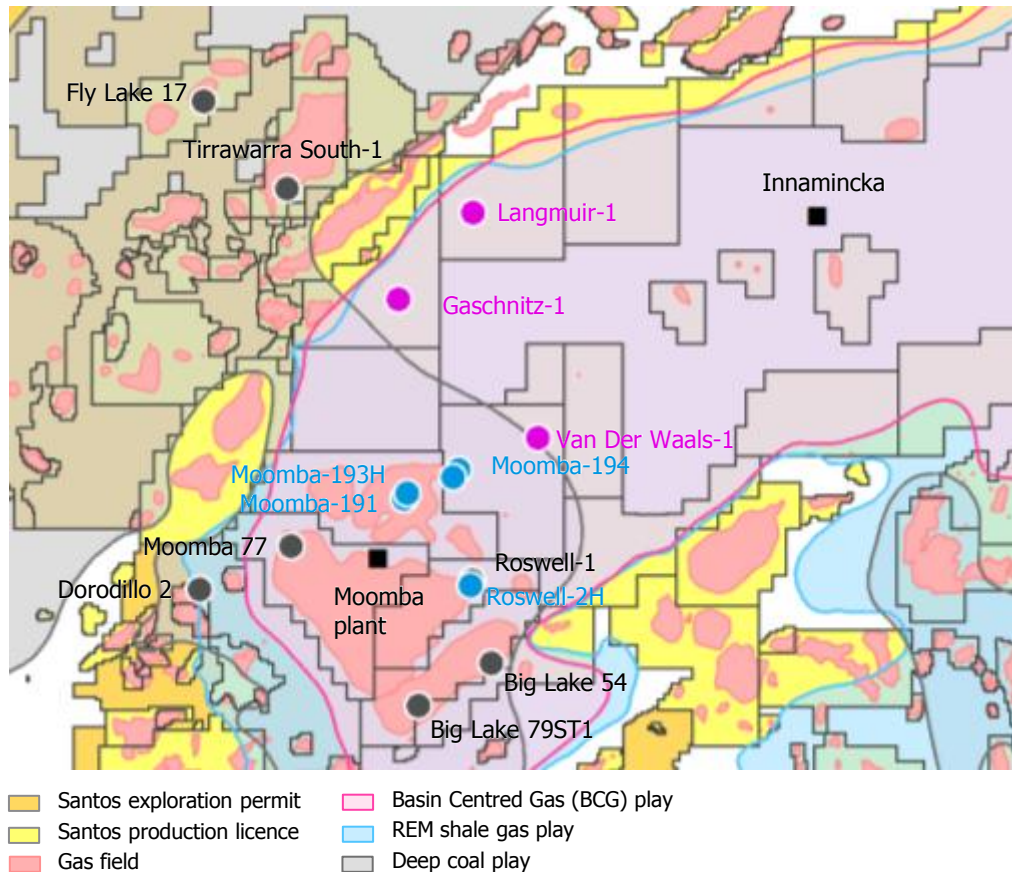 Fly Lake 17
Tirrawarra South-1
Innamincka
Langmuir-1
Gaschnitz-1
Van Der Waals-1
Moomba-194
Moomba-193H
Moomba-191
Moomba 77
Roswell-1
Dorodillo 2
Moomba
plant
Roswell-2H
Big Lake 54
Big Lake 79ST1
Santos exploration permit
Basin Centred Gas (BCG) play
Santos production licence
REM shale gas play
Gas field
Deep coal play